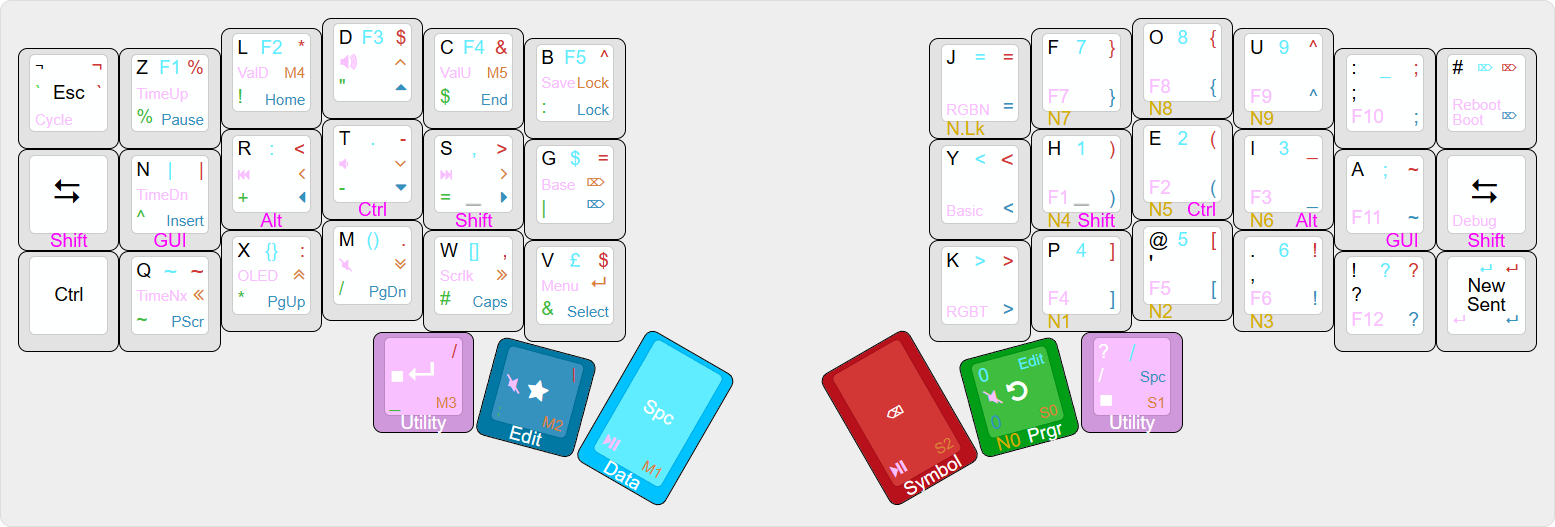 ¬ ¬
` Esc `
Cycle
Z F1 %
TimeUp
% Pause
L F2 *
ValD M4
! Home
D F3 $
"
C F4 &
ValU M5
$ End
B F5 ^
Save Lock
: Lock
Shift
N | |
TimeDn
^ Insert
GUI
R : <
+
Alt
T . -
-
Ctrl
S , >
= _
Shift
G $ =
Base
|
Ctrl
Q ~ ~
TimeNx
~ PScr
X {} :
OLED
* PgUp
M () .
/ PgDn
W [] ,
Scrlk
# Caps
V £ $
Menu
& Select
/
_ M3
Utility
|
: M2
Edit
Spc
M1
Data
J = =
RGBN =
N.Lk
F 7 }
F7 }
N7
O 8 {
F8 {
N8
U 9 ^
F9 ^
N9
: _ ;
;
F10 ;
#
Reboot
Boot
Y < <
Basic <
H 1 )
F1 _ )
N4 Shift
E 2 (
F2 (
N5 Ctrl
I 3 _
F3 _
N6 Alt
A ; ~
F11 ~
GUI
Debug
Shift
K > >
RGBT >
P 4 ]
F4 ]
N1
@ 5 [
'
F5 [
N2
. 6 !
,
F6 !
N3
! ? ?
?
F12 ?
New
Sent
S2
Symbol
0 Edit
0 S0
N0 Prgr
? /
/ Spc
S1
Utility